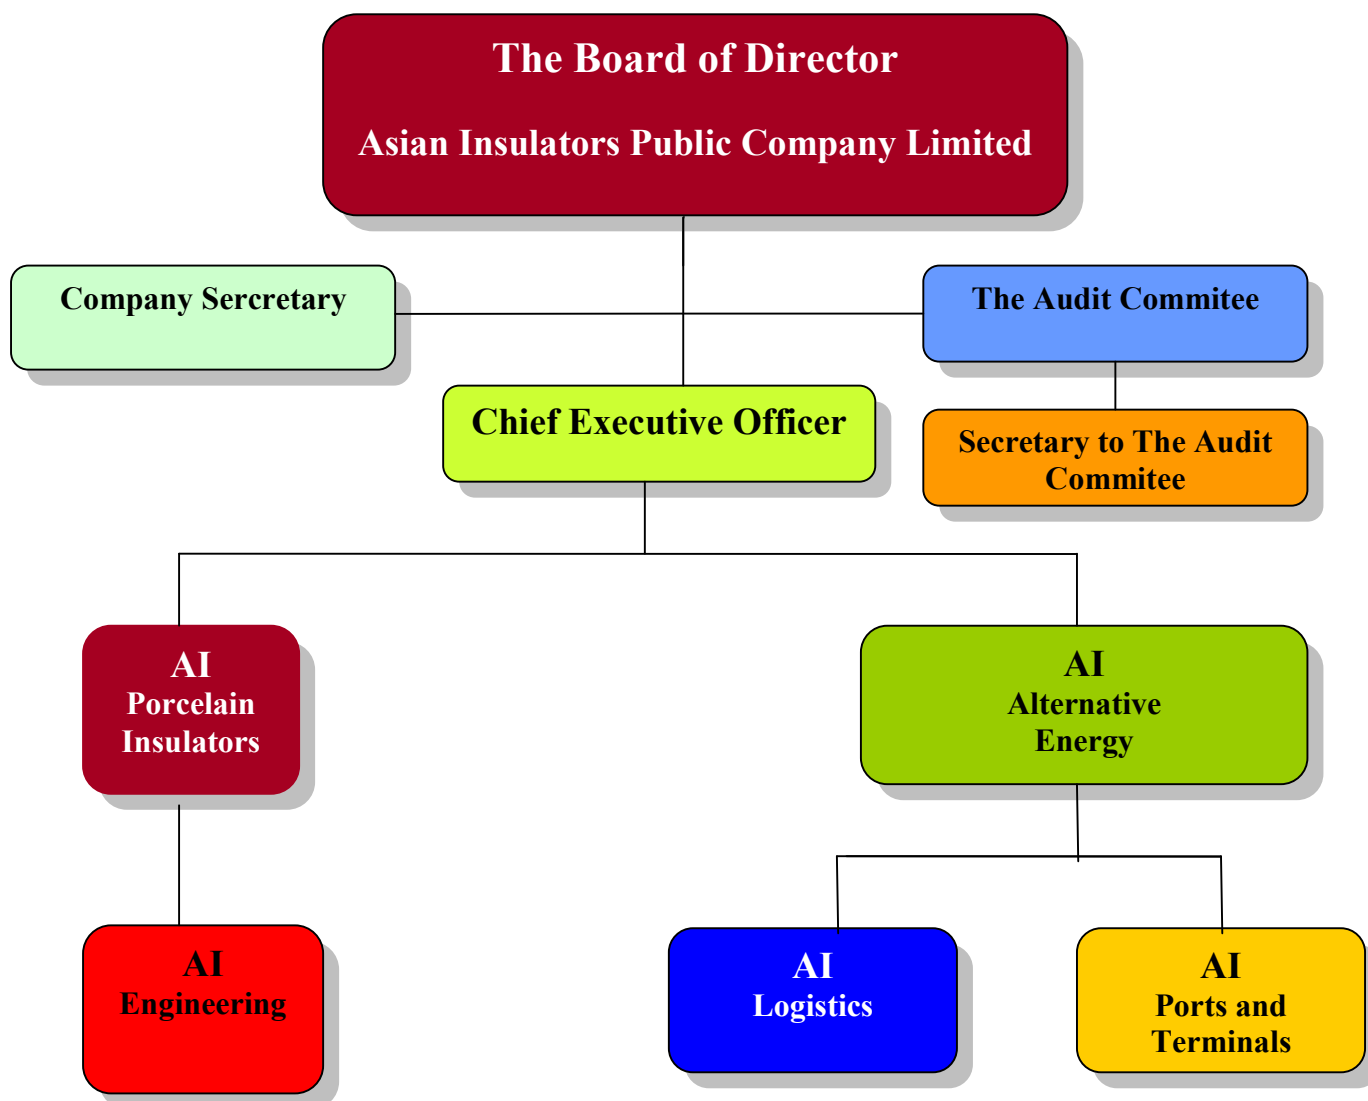 The Board of Director
Asian Insulators Public Company Limited
Company Sercretary
The Audit Commitee
Chief Executive Officer
Secretary to The Audit
Commitee
AI
Porcelain
Insulators
AI
Alternative
Energy
AI
Engineering
AI
Logistics
AI
Ports and
Terminals